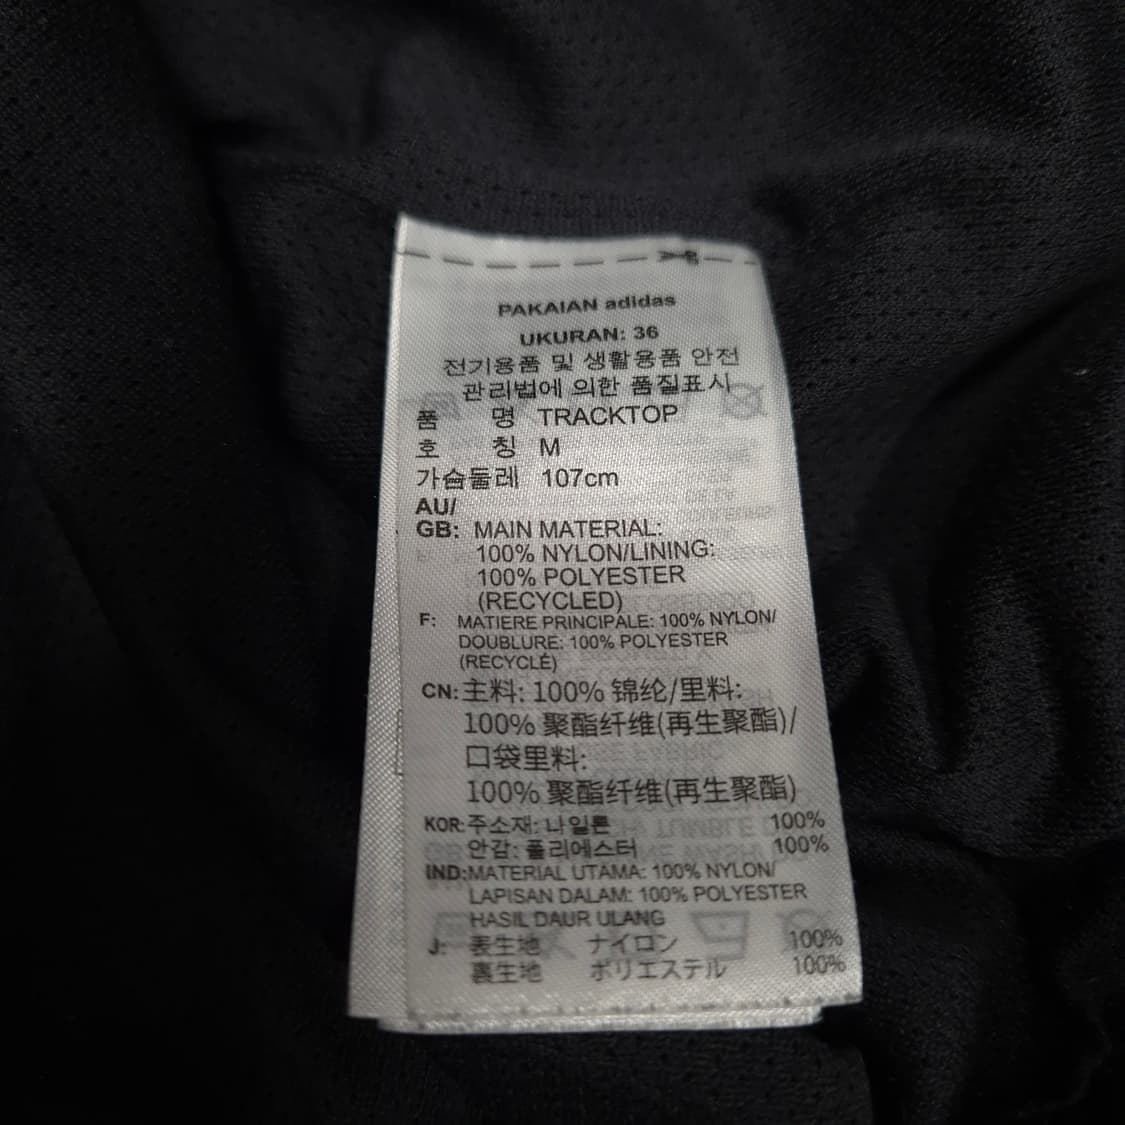 PAKAIAN adidas
UKURAN: 36
전기용품 및 생활용품 안전
관리법에 의한 품질표시
품 명 TRACKTOP
호 칭 M
가슴둘레 107cm
AU/
GB: MAIN MATERIAL:
100% NYLON/LINING:
100% POLYESTER
(RECYCLED)
F: MATIERE PRINCIPALE: 100% NYLON/
DOUBLURE: 100% POLYESTER
(RECYCLÉ)
CN: 主料: 100% 锦纶/里料:
100% 聚酯纤维(再生聚酯)/
口袋里料:
100% 聚酯纤维(再生聚酯)
KOR: 주소재: 나일론 100%
안감: 폴리에스터 100%
IND: MATERIAL UTAMA: 100% NYLON/
LAPISAN DALAM: 100% POLYESTER
HASIL DAUR ULANG
J: 表生地 ナイロン 100%
裏生地 ポリエステル 100%